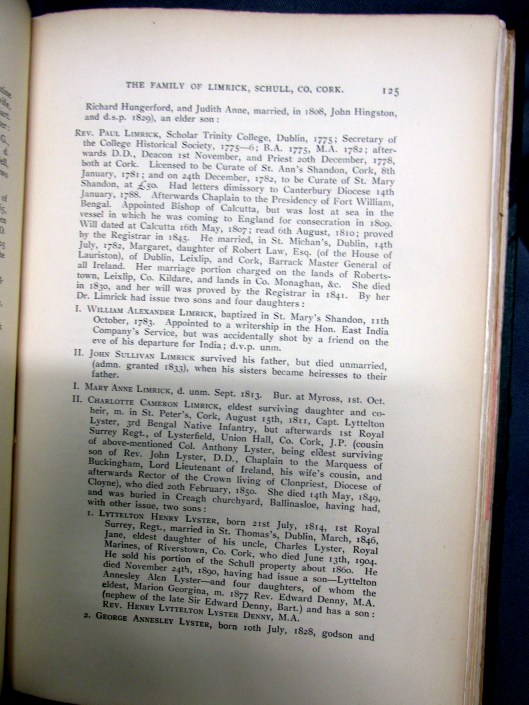 THE FAMILY OF LIMRICK, SCHULL, CO. CORK. 125
Richard Hungerford, and Judith Anne, married, in 1808, John Hingston,
and d.s.p. 1829), an elder son:
REV. PAUL LIMRICK, Scholar Trinity College, Dublin, 1775; Secretary of
the College Historical Society, 1775—6; B.A. 1775, M.A. 1782; after-
wards D.D., Deacon 1st November, and Priest 20th December, 1778,
both at Cork. Licensed to be Curate of St. Ann's Shandon, Cork, 8th
January, 1781; and on 24th December, 1782, to be Curate of St. Mary
Shandon, at £50. Had letters dimissory to Canterbury Diocese 14th
January, 1788. Afterwards Chaplain to the Presidency of Fort William,
Bengal. Appointed Bishop of Calcutta, but was lost at sea in the
vessel in which he was coming to England for consecration in 1809.
Will dated at Calcutta 16th May, 1807; read 6th August, 1810; proved
by the Registrar in 1845. He married, in St. Michan's, Dublin, 14th
July, 1782, Margaret, daughter of Robert Law, Esq. (of the House of
Lauriston), of Dublin, Leixlip, and Cork, Barrack Master General of
all Ireland. Her marriage portion charged on the lands of Roberts-
town, Leixlip, Co. Kildare, and lands in Co. Monaghan, &c. She died
in 1830, and her will was proved by the Registrar in 1841. By her
Dr. Limrick had issue two sons and four daughters:
I. WILLIAM ALEXANDER LIMRICK, baptized in St. Mary's Shandon, 11th
October, 1783. Appointed to a writership in the Hon. East India
Company's Service, but was accidentally shot by a friend on the
eve of his departure for India; d.v.p. unm.
II. JOHN SULLIVAN LIMRICK survived his father, but died unmarried,
(admn. granted 1833), when his sisters became heiresses to their
father.
I. MARY ANNE LIMRICK, d. unm. Sept. 1813. Bur. at Myross, 1st. Oct.
II. CHARLOTTE CAMERON LIMRICK, eldest surviving daughter and co-
heir, m. in St. Peter's, Cork, August 15th, 1811, Capt. Lyttelton
Lyster, 3rd Bengal Native Infantry, but afterwards 1st Royal
Surrey Regt., of Lysterfield, Union Hall, Co. Cork, J.P. (cousin
of above-mentioned Col. Anthony Lyster, being eldest surviving
son of Rev. John Lyster, D.D., Chaplain to the Marquess of
Buckingham, Lord Lieutenant of Ireland, his wife's cousin, and
afterwards Rector of the Crown living of Clonpriest, Diocese of
Cloyne), who died 20th February, 1850. She died 14th May, 1849,
and was buried in Creagh churchyard, Ballinasloe, having had,
with other issue, two sons:
1. LYTTELTON HENRY LYSTER, born 21st July, 1814, 1st Royal
Surrey, Regt., married in St. Thomas's, Dublin, March, 1846,
Jane, eldest daughter of his uncle, Charles Lyster, Royal
Marines, of Riverstown, Co. Cork, who died June 13th, 1904.
He sold his portion of the Schull property about 1860. He
died November 24th, 1890, having had issue a son—Lyttelton
Annesley Alen Lyster—and four daughters, of whom the
eldest, Marion Georgina, m. 1877 Rev. Edward Denny, M.A.
(nephew of the late Sir Edward Denny, Bart.) and has a son:
REV. HENRY LYTTELTON LYSTER DENNY, M.A.
2. GEORGE ANNESLEY LYSTER, born 10th July, 1828, godson and